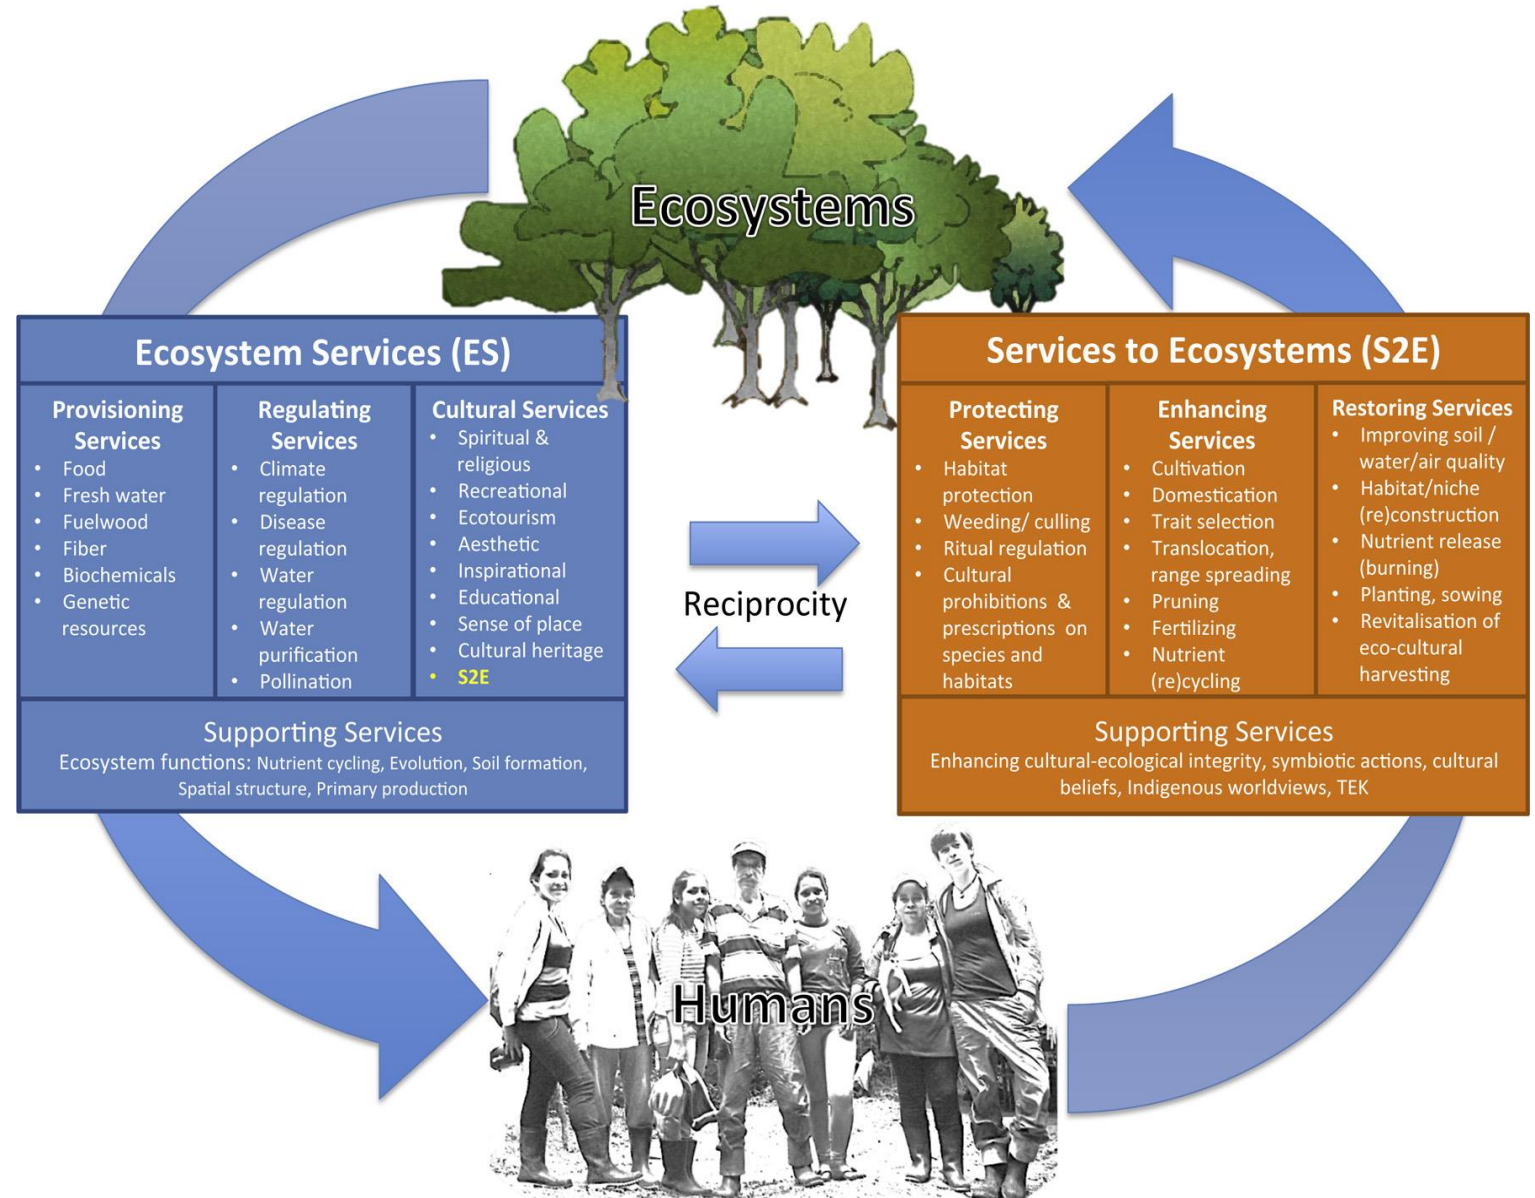 Ecosystems
Ecosystem Services (ES)
Provisioning
Services
• Food
• Fresh water
• Fuelwood
• Fiber
• Biochemicals
• Genetic
resources
Regulating
Services
• Climate
regulation
• Disease
regulation
• Water
regulation
• Water
purification
• Pollination
Cultural Services
• Spiritual &
religious
• Recreational
• Ecotourism
• Aesthetic
• Inspirational
• Educational
• Sense of place
• Cultural heritage
• S2E
Supporting Services
Ecosystem functions: Nutrient cycling, Evolution, Soil formation,
Spatial structure, Primary production
Reciprocity
Services to Ecosystems (S2E)
Protecting
Services
• Habitat
protection
• Weeding/ culling
• Ritual regulation
• Cultural
prohibitions &
prescriptions on
species and
habitats
Enhancing
Services
• Cultivation
• Domestication
• Trait selection
• Translocation,
range spreading
• Pruning
• Fertilizing
• Nutrient
(re)cycling
Restoring Services
• Improving soil /
water/air quality
• Habitat/niche
(re)construction
• Nutrient release
(burning)
• Planting, sowing
• Revitalisation of
eco-cultural
harvesting
Supporting Services
Enhancing cultural-ecological integrity, symbiotic actions, cultural
beliefs, Indigenous worldviews, TEK
Humans